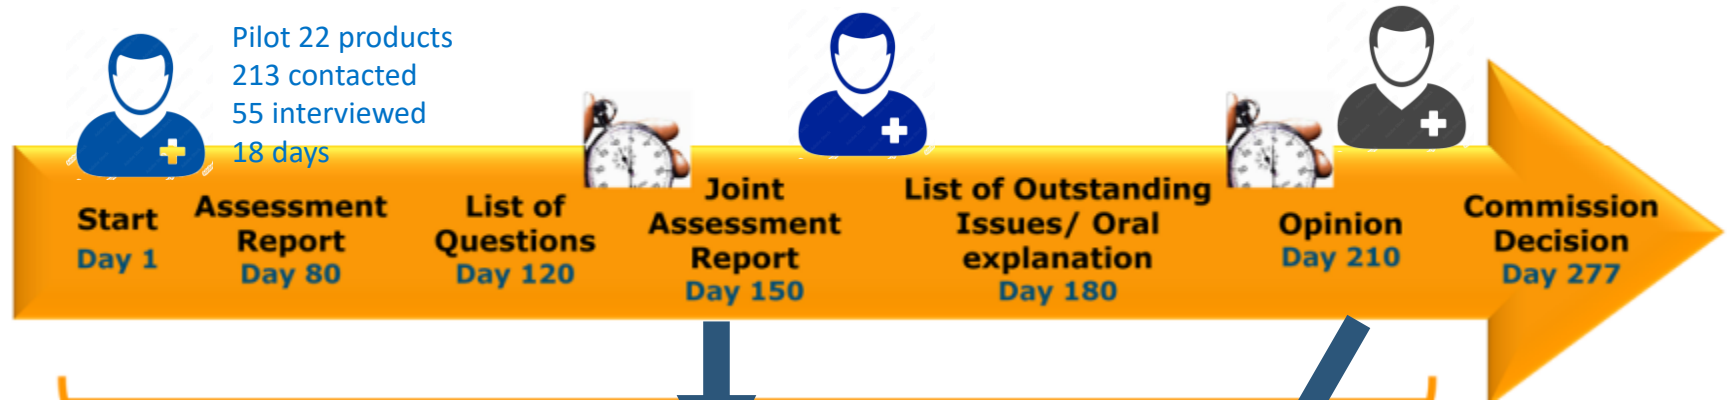 Pilot 22 products
213 contacted
55 interviewed
18 days
Start
Day 1
Assessment
Report
Day 80
List of
Questions
Day 120
Joint
Assessment
Report
Day 150
List of Outstanding
Issues/ Oral
explanation
Day 180
Opinion
Day 210
Commission
Decision
Day 277